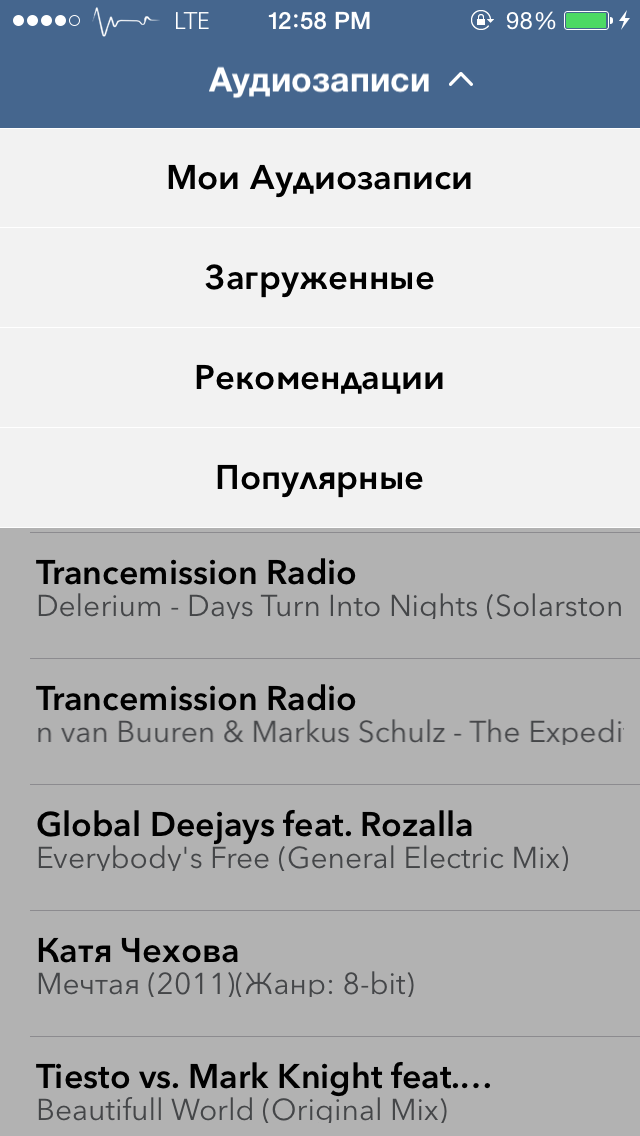 LTE 12:58 PM 98%
Аудиозаписи
Мои Аудиозаписи
Загруженные
Рекомендации
Популярные
Trancemission Radio
Delerium - Days Turn Into Nights (Solarston
Trancemission Radio
n van Buuren & Markus Schulz - The Expedi
Global Deejays feat. Rozalla
Everybody's Free (General Electric Mix)
Катя Чехова
Мечтая (2011)(Жанр: 8-bit)
Tiesto vs. Mark Knight feat.…
Beautifull World (Original Mix)